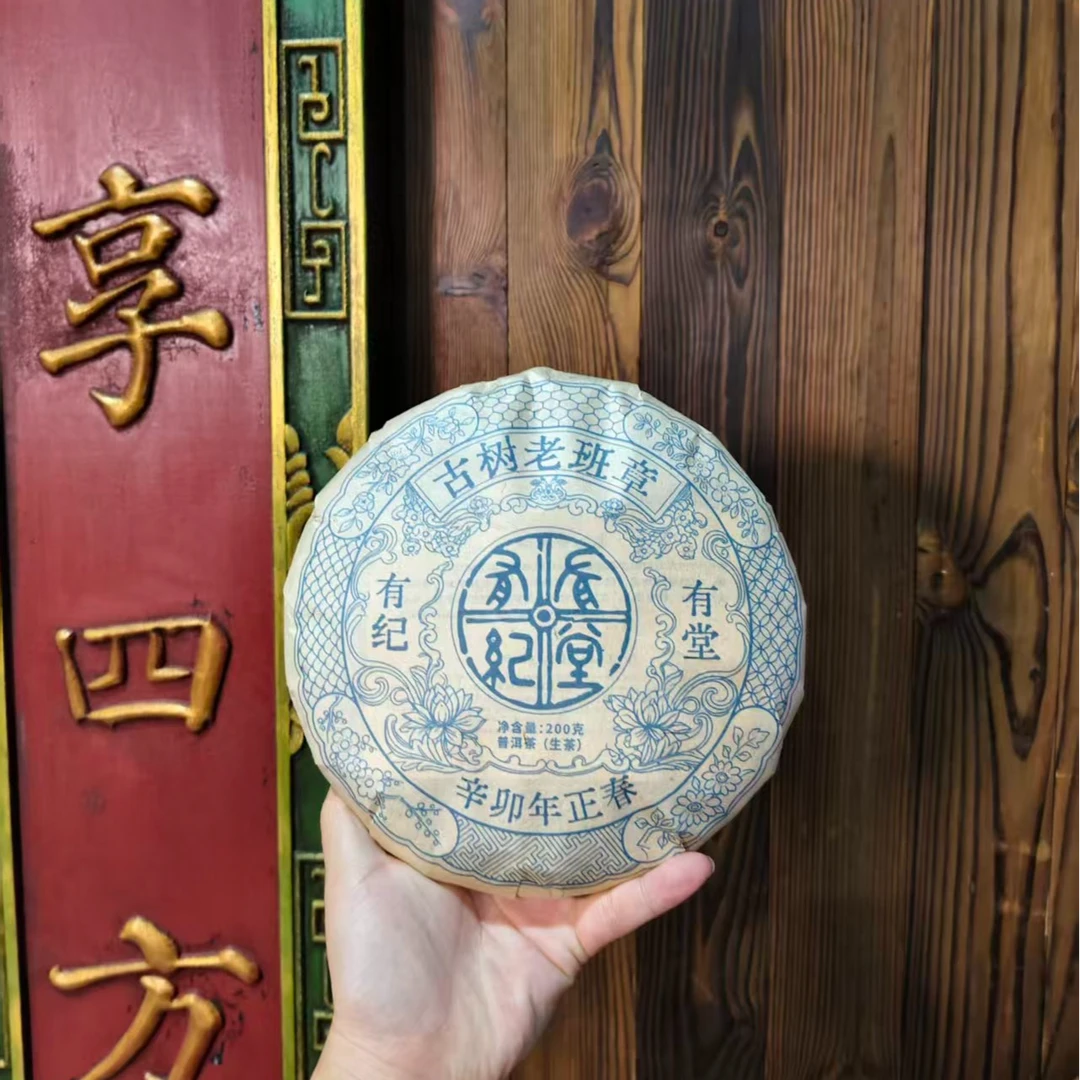 享四方
古树老班章
有纪
有堂
有纪
有堂
净含量:200克
普洱茶（生茶）
辛卯年正春